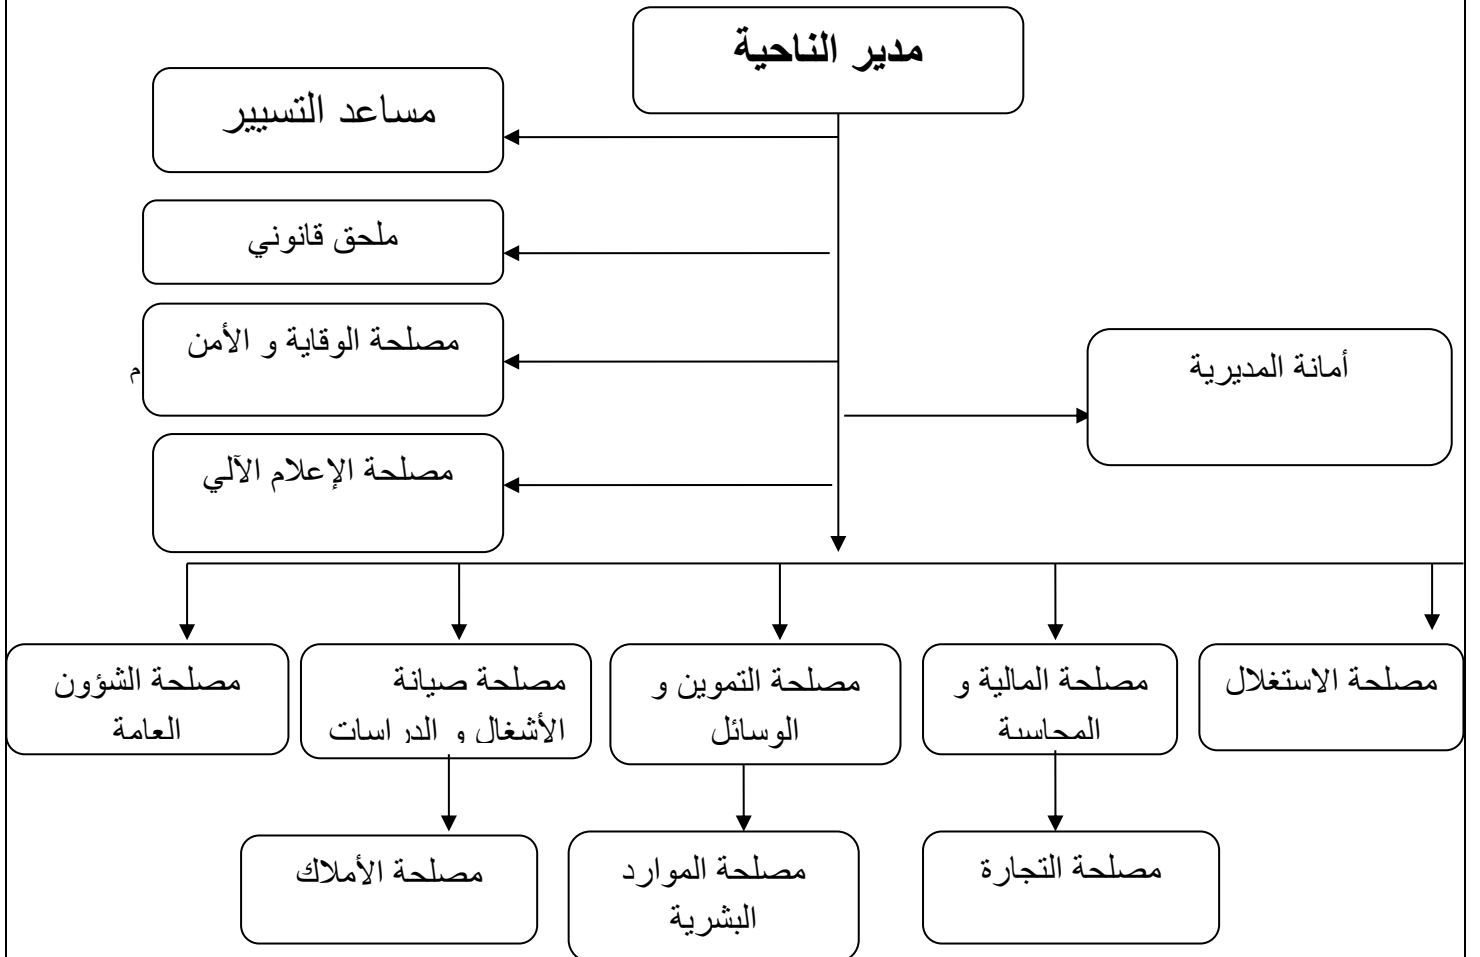 مدير الناحية
مساعد التسيير
ملحق قانوني
مصلحة الوقاية و الأمن
م
أمانة المديرية
مصلحة الإعلام الآلي
مصلحة الاستغلال
مصلحة المالية و
المحاسبة
مصلحة التموين و
الوسائل
مصلحة صيانة
الأشغال و الدراسات
مصلحة الشؤون
العامة
مصلحة التجارة
مصلحة الموارد
البشرية
مصلحة الأملاك